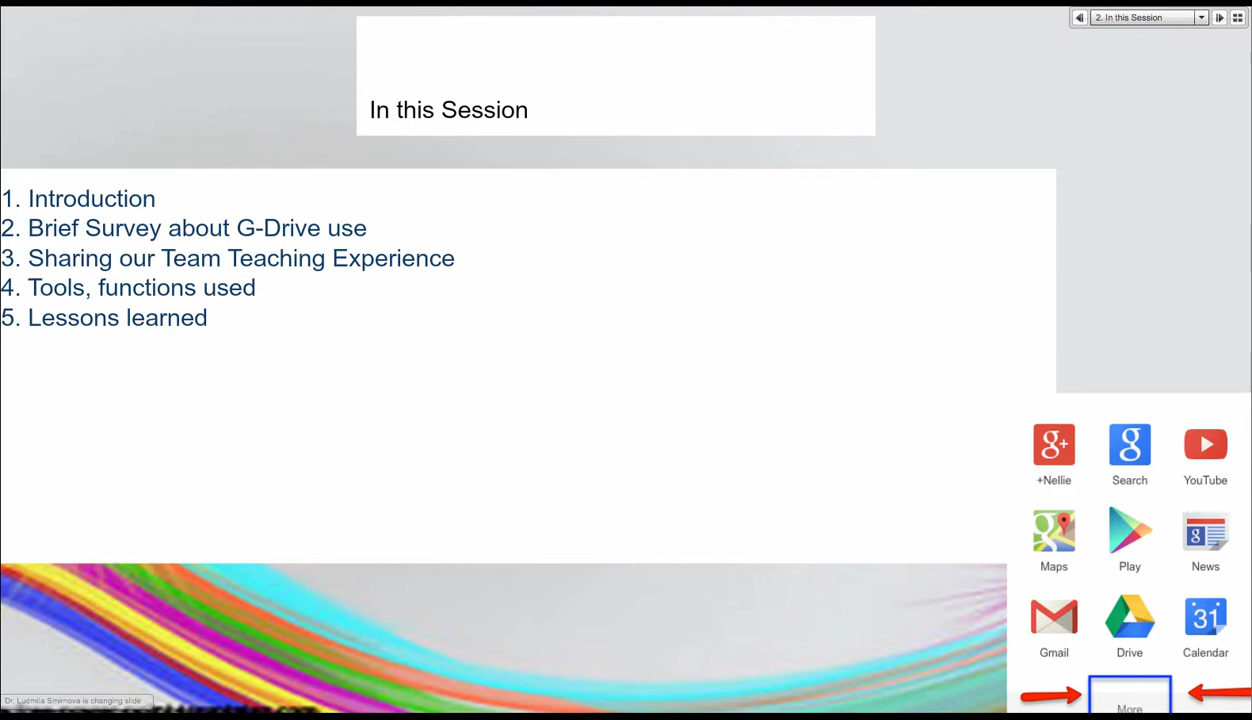 2. In this Session
In this Session
1. Introduction
2. Brief Survey about G-Drive use
3. Sharing our Team Teaching Experience
4. Tools, functions used
5. Lessons learned
g+ g
+Nellie Search YouTube
g g
Maps Play News
31
Gmail Drive Calendar
More
Dr. Ludmila Smirnova is changing slide